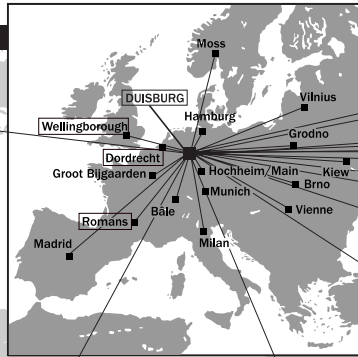 Moss
DUISBURG
Vilnius
Hamburg
Wellingborough
Grodno
Dordrecht
Groot Bijgaarden
Hochheim/Main
Kiew
Munich
Brno
Bâle
Vienne
Romans
Madrid
Milan